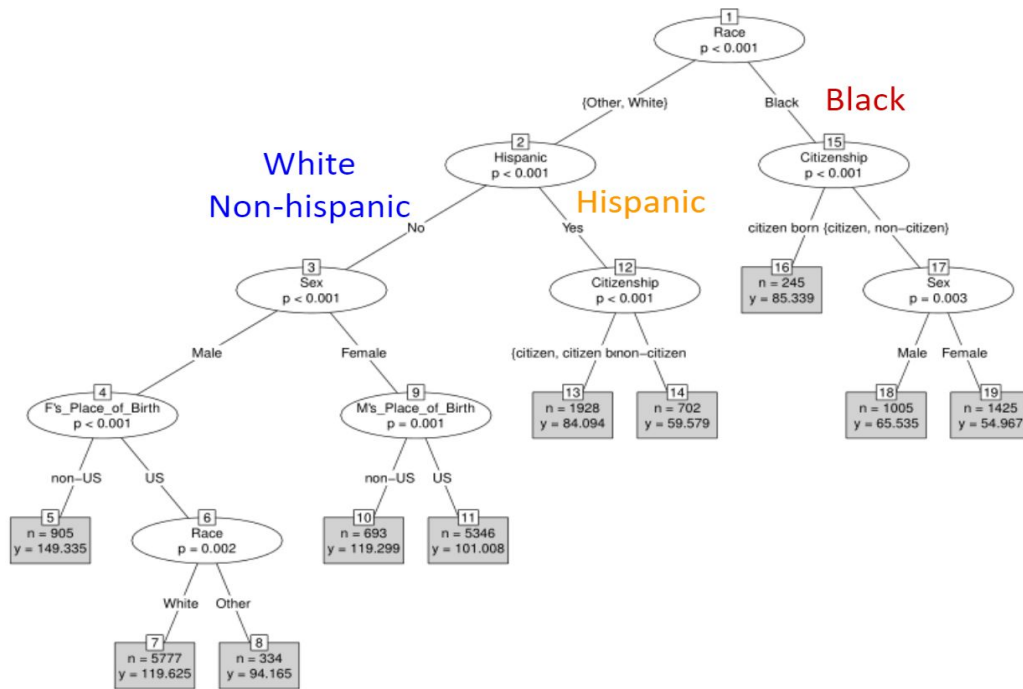 1
Race
p < 0.001
{Other, White}
Black
Black
2
Hispanic
p < 0.001
15
Citizenship
p < 0.001
White
Non-hispanic
Hispanic
No
Yes
citizen born {citizen, non−citizen}
3
Sex
p < 0.001
12
Citizenship
p < 0.001
16
n = 245
y = 85.339
17
Sex
p = 0.003
Male
Female
{citizen, citizen bnon−citizen
Male
Female
4
F's_Place_of_Birth
p < 0.001
9
M's_Place_of_Birth
p = 0.001
13
n = 1928
y = 84.094
14
n = 702
y = 59.579
18
n = 1005
y = 65.535
19
n = 1425
y = 54.967
non−US
US
non−US
US
5
n = 905
y = 149.335
6
Race
p = 0.002
10
n = 693
y = 119.299
11
n = 5346
y = 101.008
White
Other
7
n = 5777
y = 119.625
8
n = 334
y = 94.165